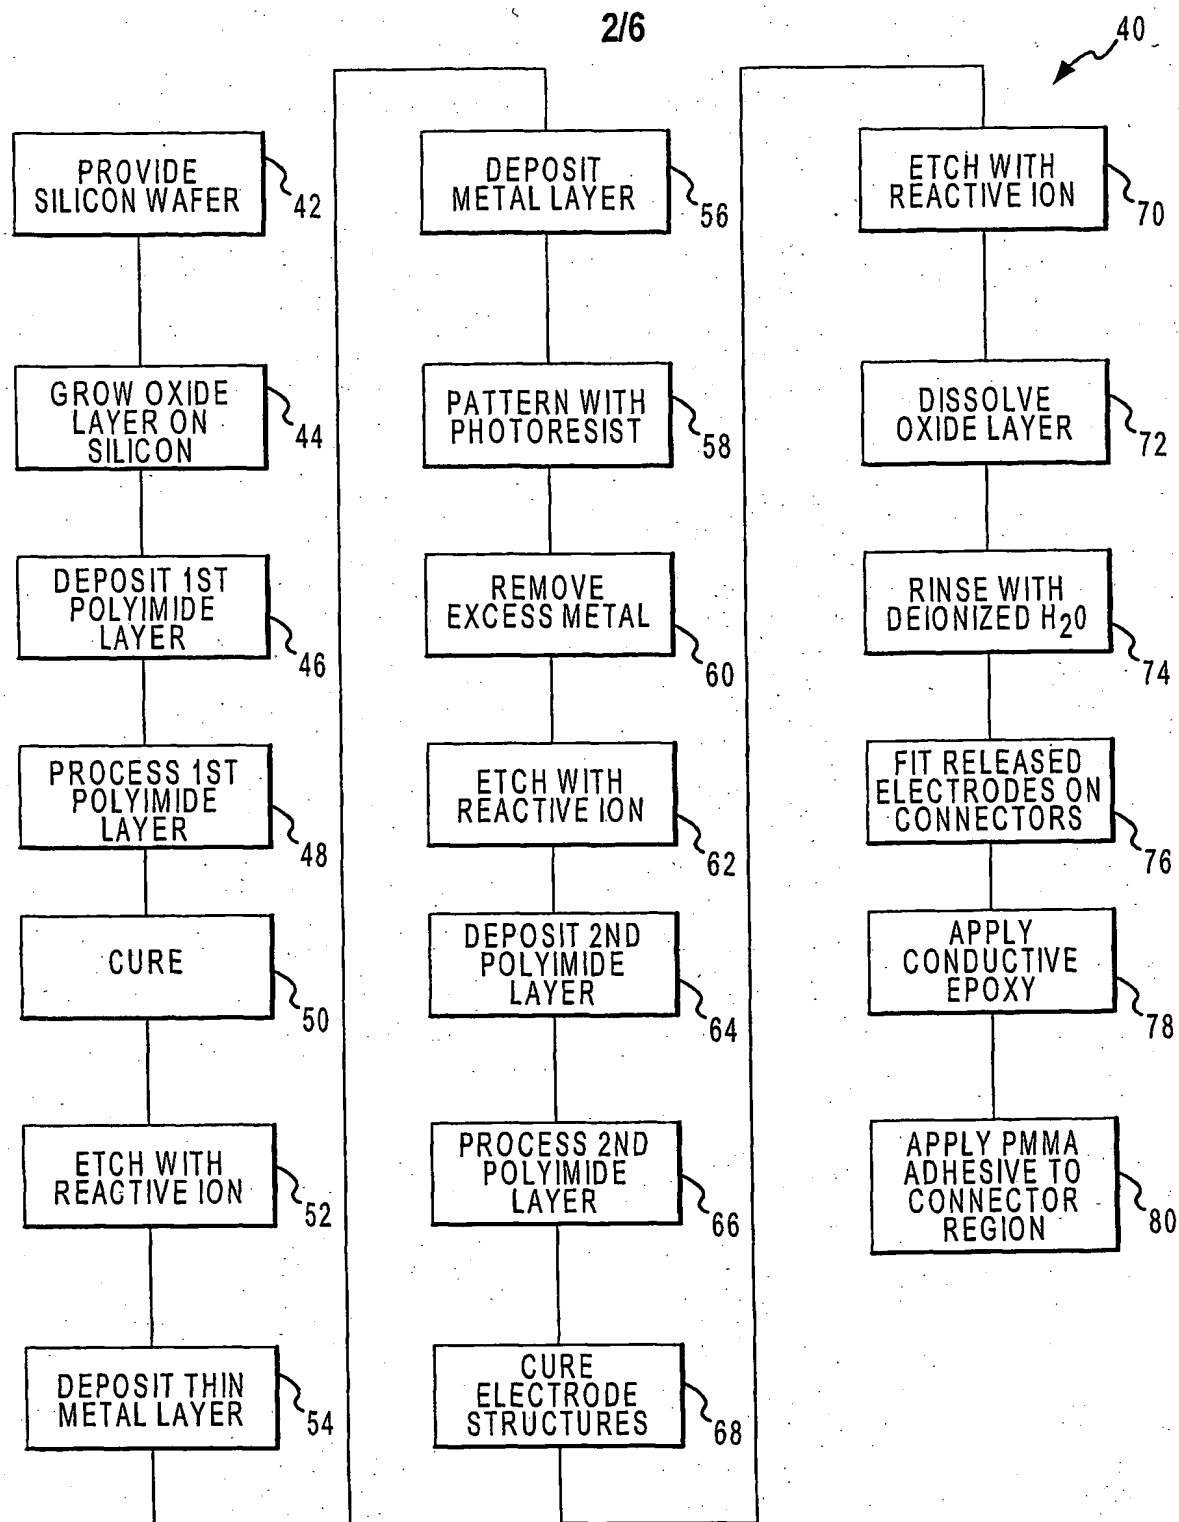 2/6
40
PROVIDE
SILICON WAFER
42
GROW OXIDE
LAYER ON
SILICON
44
DEPOSIT 1ST
POLYIMIDE
LAYER
46
PROCESS 1ST
POLYIMIDE
LAYER
48
CURE
50
ETCH WITH
REACTIVE ION
52
DEPOSIT THIN
METAL LAYER
54
DEPOSIT
METAL LAYER
56
PATTERN WITH
PHOTORESIST
58
REMOVE
EXCESS METAL
60
ETCH WITH
REACTIVE ION
62
DEPOSIT 2ND
POLYIMIDE
LAYER
64
PROCESS 2ND
POLYIMIDE
LAYER
66
CURE
ELECTRODE
STRUCTURES
68
ETCH WITH
REACTIVE ION
70
DISSOLVE
OXIDE LAYER
72
RINSE WITH
DEIONIZED H20
74
FIT RELEASED
ELECTRODES ON
CONNECTORS
76
APPLY
CONDUCTIVE
EPOXY
78
APPLY PMMA
ADHESIVE TO
CONNECTOR
REGION
80